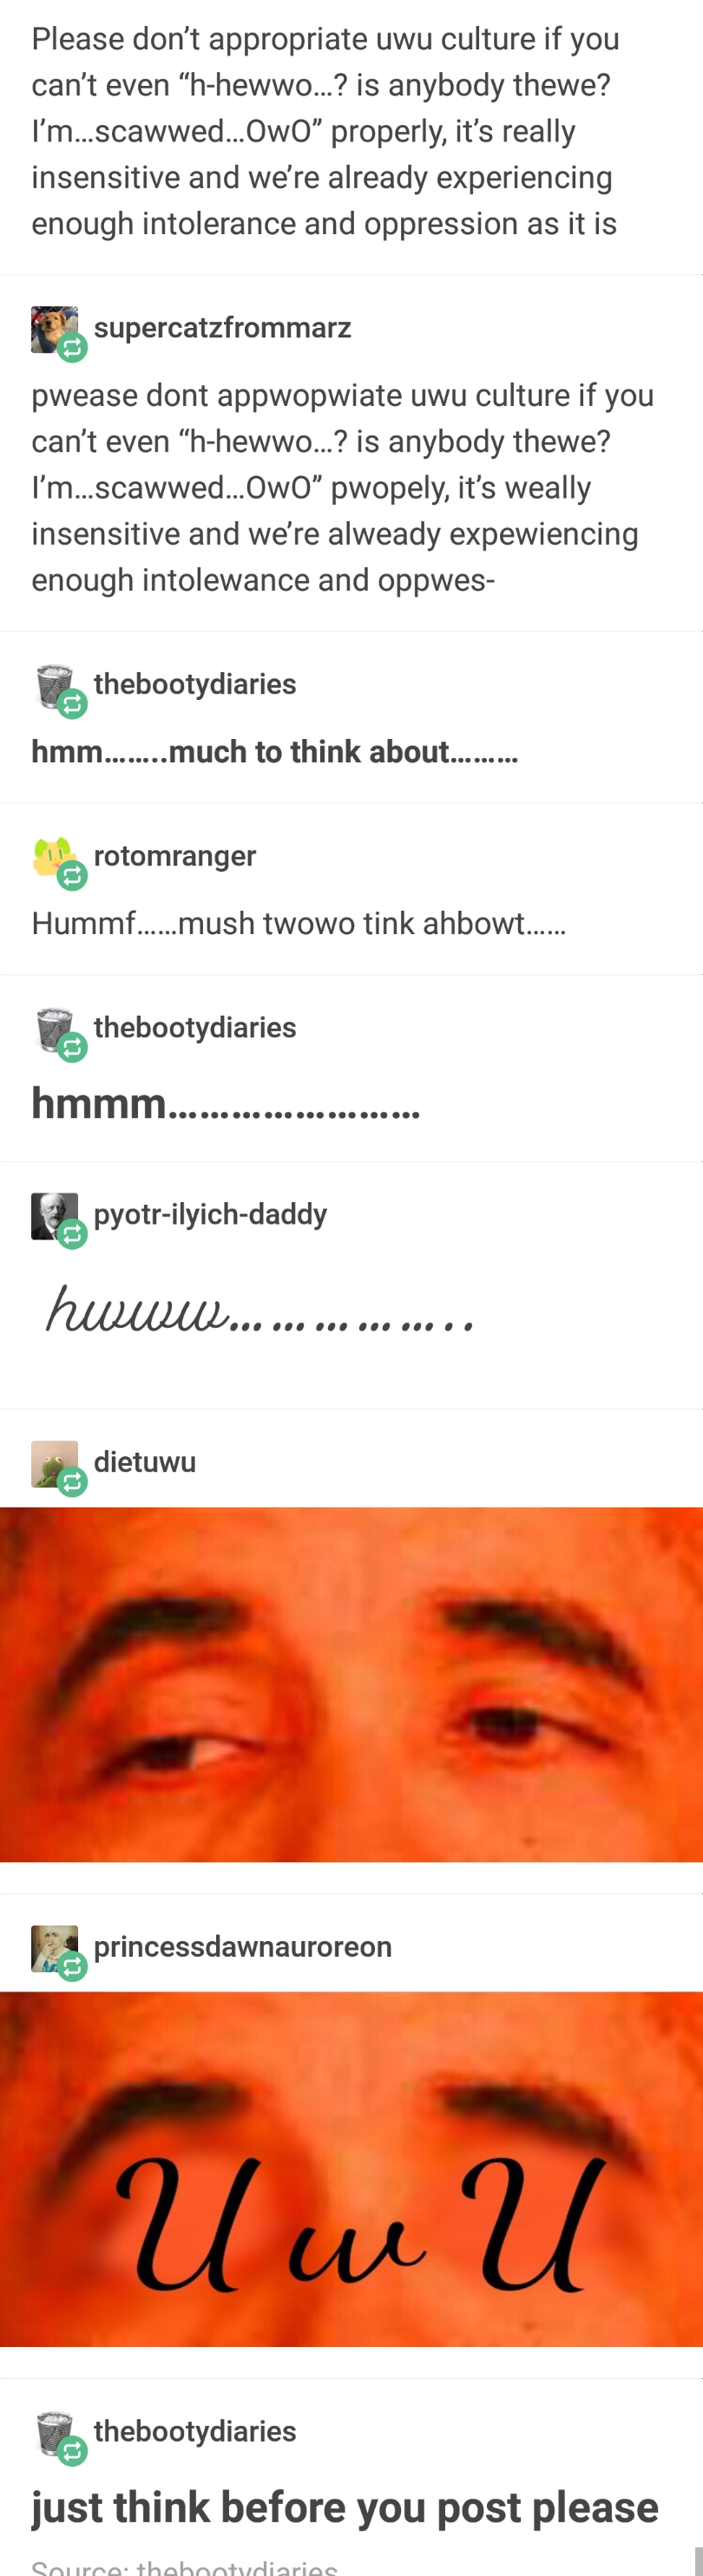 Please don’t appropriate uwu culture if you
can’t even “h-hewwo...? is anybody thewe?
I’m...scawwed...OwO” properly, it’s really
insensitive and we’re already experiencing
enough intolerance and oppression as it is
supercatzfrommarz
pwease dont appwopwiate uwu culture if you
can’t even “h-hewwo...? is anybody thewe?
I’m...scawwed...OwO” pwopely, it’s weally
insensitive and we’re alweady expewiencing
enough intolewance and oppwes-
thebootydiaries
hmm........much to think about.........
rotomranger
Hummf......mush twowo tink ahbowt......
thebootydiaries
hmmm........................
pyotr-ilyich-daddy
hwww.................
dietuwu
princessdawnauroreon
U w U
thebootydiaries
just think before you post please
Source: thebootydiaries